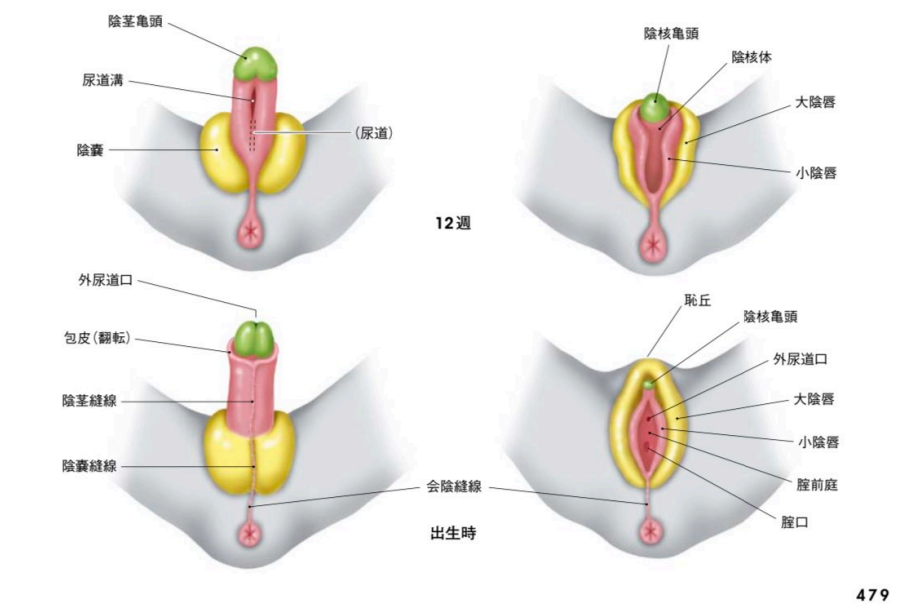 陰茎亀頭
尿道溝
陰嚢
(尿道)
陰核亀頭
陰核体
大陰唇
小陰唇
12週
外尿道口
包皮(翻転)
陰茎縫線
陰嚢縫線
会陰縫線
恥丘
陰核亀頭
外尿道口
大陰唇
小陰唇
腟前庭
腟口
出生時
479